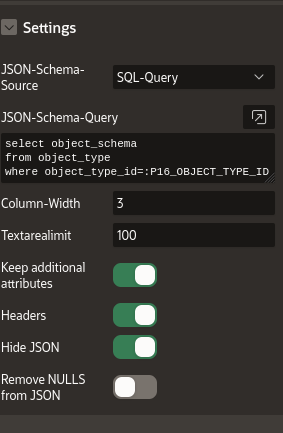 Settings
JSON-Schema-
Source
SQL-Query
JSON-Schema-Query
select object_schema
from object_type
where object_type_id=:P16_OBJECT_TYPE_ID
Column-Width
3
Textarealimit
100
Keep additional
attributes
Headers
Hide JSON
Remove NULLS
from JSON